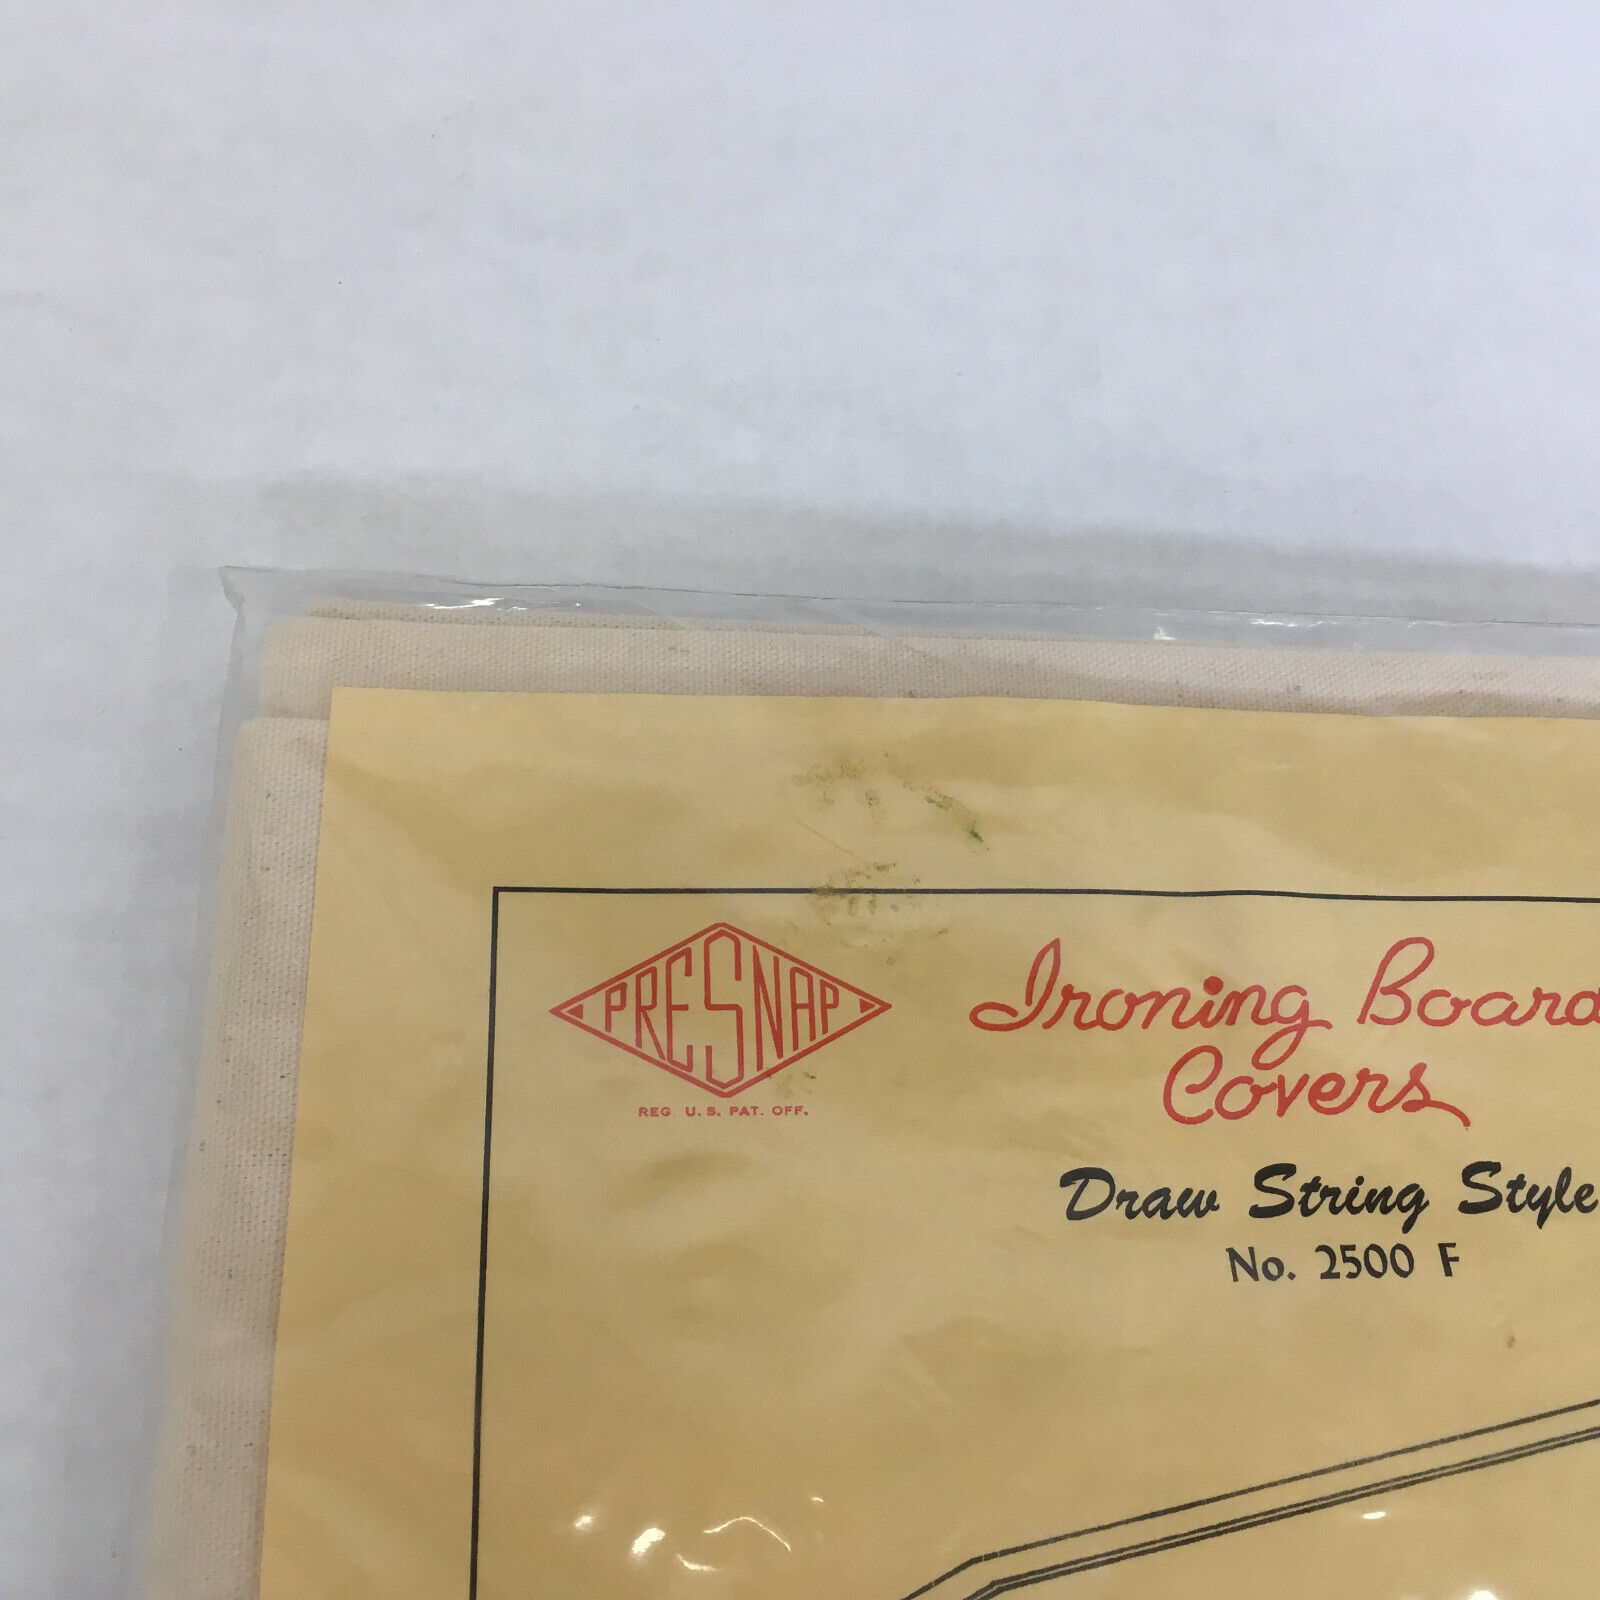 PRESNAP
REG. U.S. PAT. OFF.
Ironing Board
Covers
Draw String Style
No. 2500 F